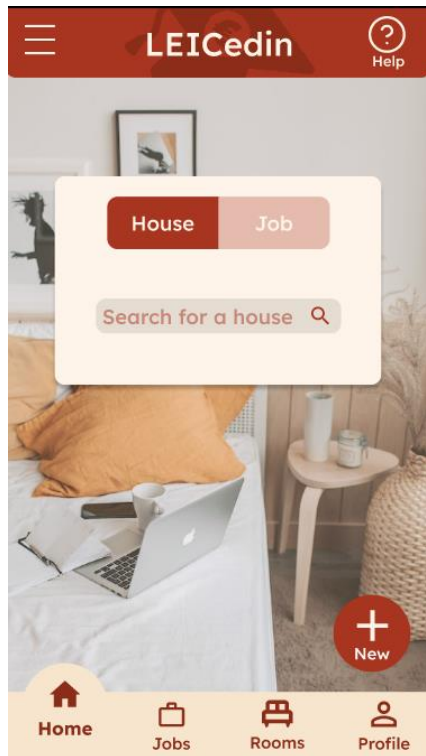 LEICedin
Help
House Job
Search for a house
New
Home
Jobs
Rooms
Profile